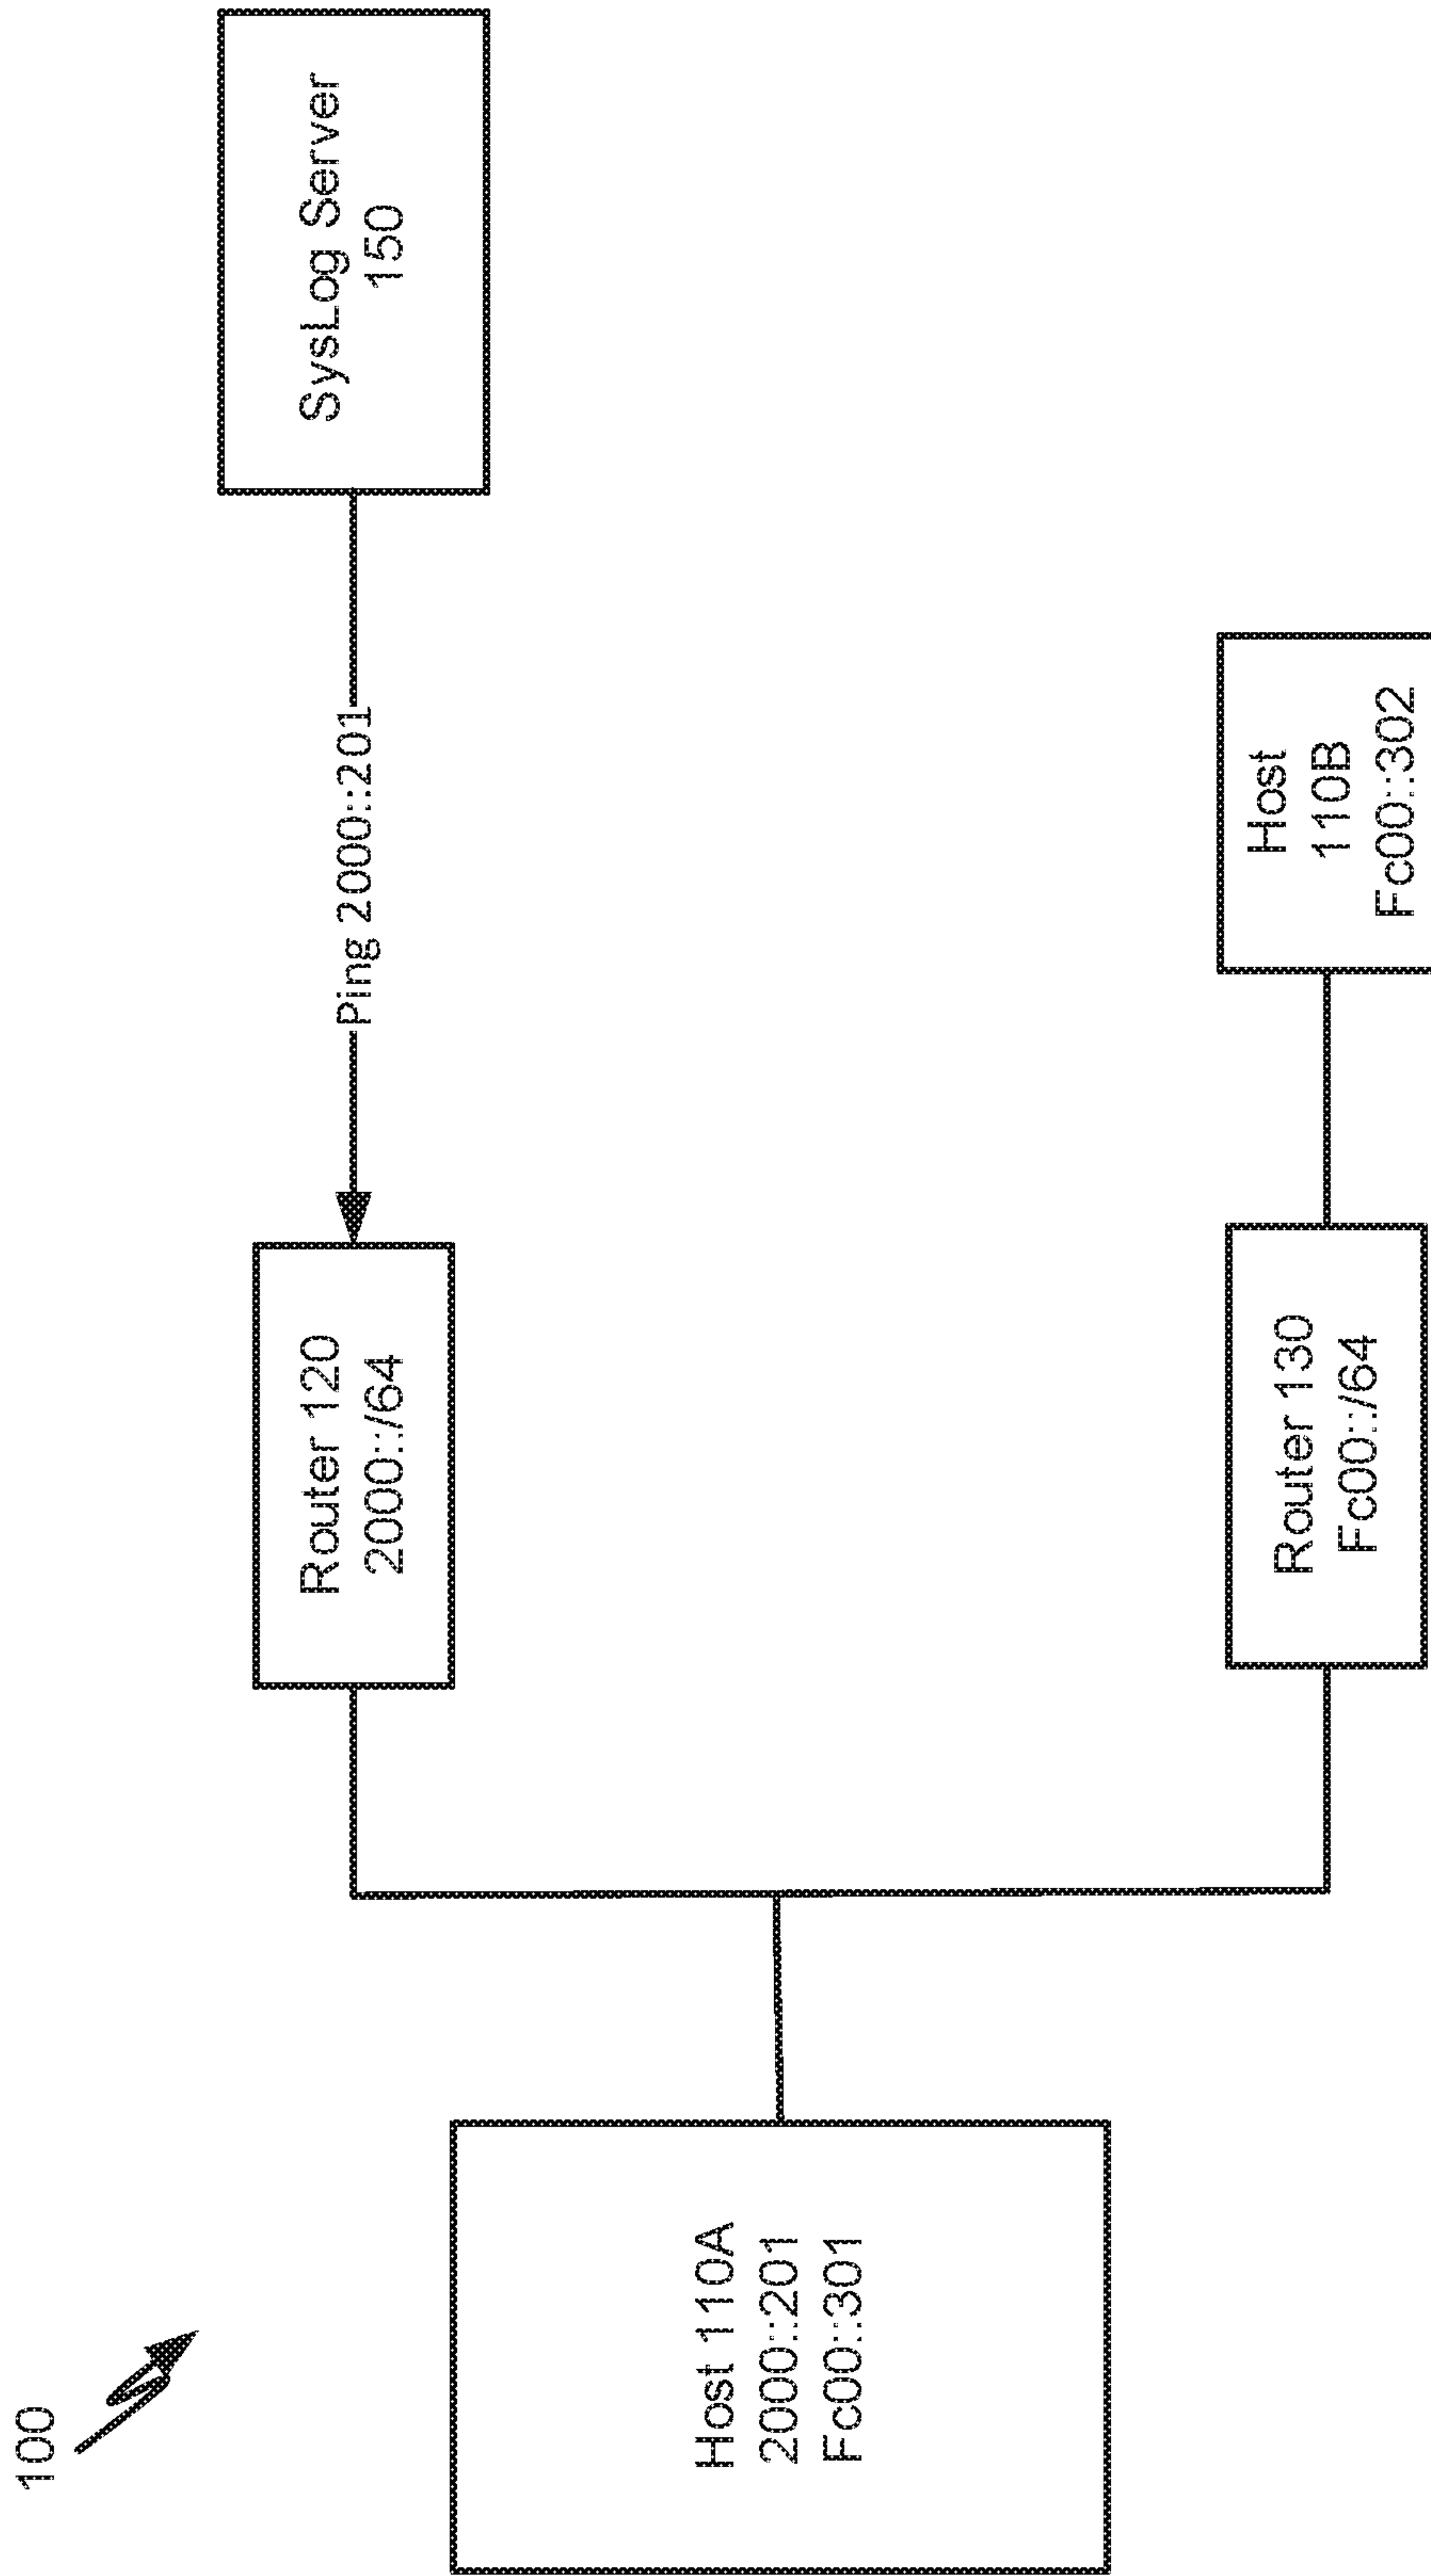 100
Host 110A
2000::201
Fc00::301
Router 120
2000::/64
Ping 2000::201
SysLog Server
150
Router 130
Fc00::/64
Host
110B
Fc00::302